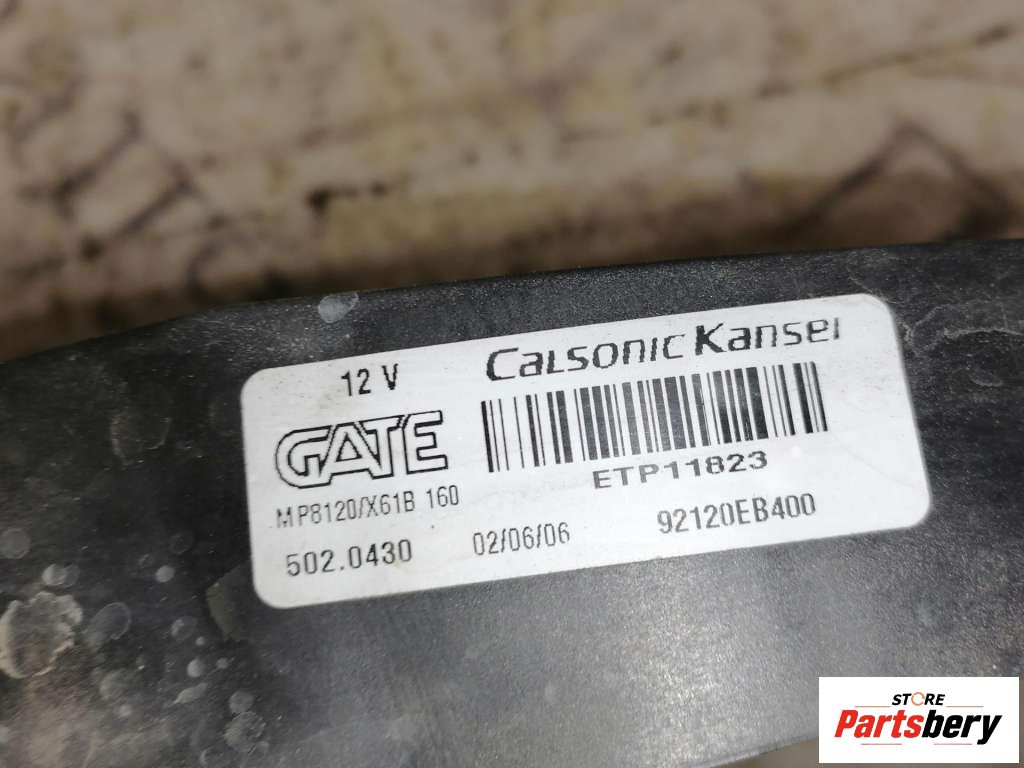 12 V
Calsonic Kansei
GATE
ETP11823
MP8120/X61B 160
502.0430
02/06/06
92120EB400
STORE
Partsbery